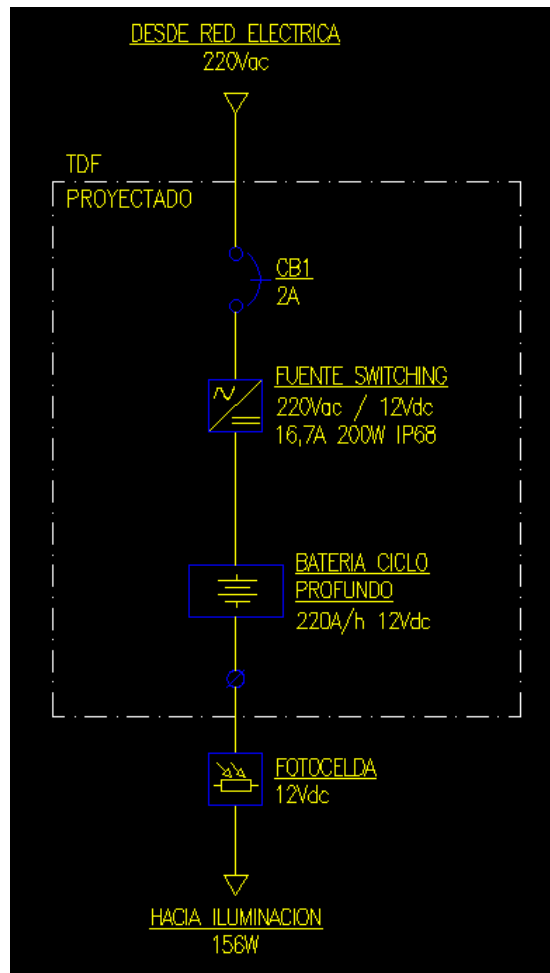 DESDE RED ELECTRICA
220Vac
TDF
PROYECTADO
CB1
2A
FUENTE SWITCHING
220Vac / 12Vdc
16,7A 200W IP68
BATERIA CICLO
PROFUNDO
220A/h 12Vdc
FOTOCELDA
12Vdc
HACIA ILUMINACION
156W